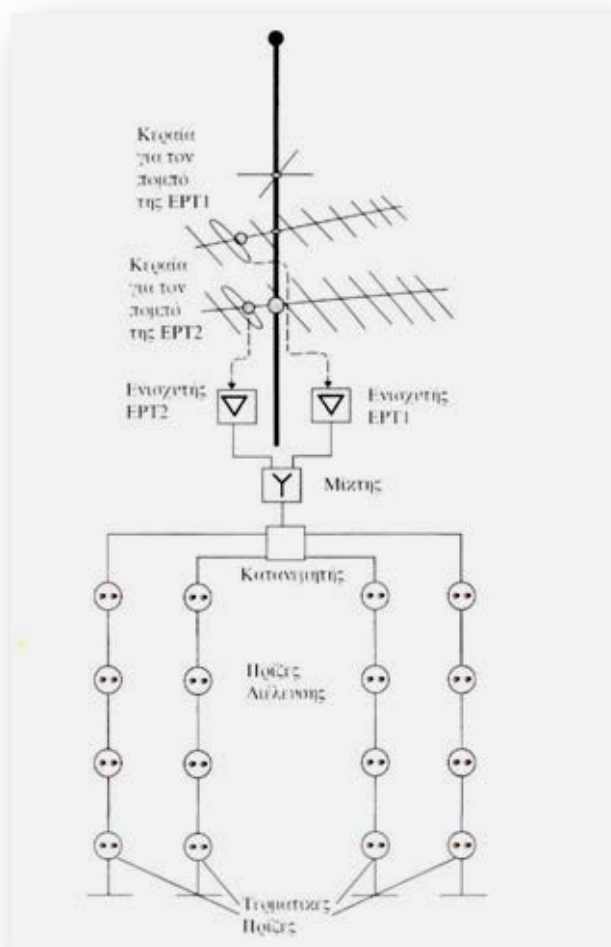 Κεραία
για τον
πομπό
της ΕΡΤ1
Κεραία
για τον
πομπό
της ΕΡΤ2
Ενισχυτής
ΕΡΤ2
Ενισχυτής
ΕΡΤ1
Μίκτης
Κατανεμητής
Πρίζες
Διέλευσης
Τερματικες
Πρίζες